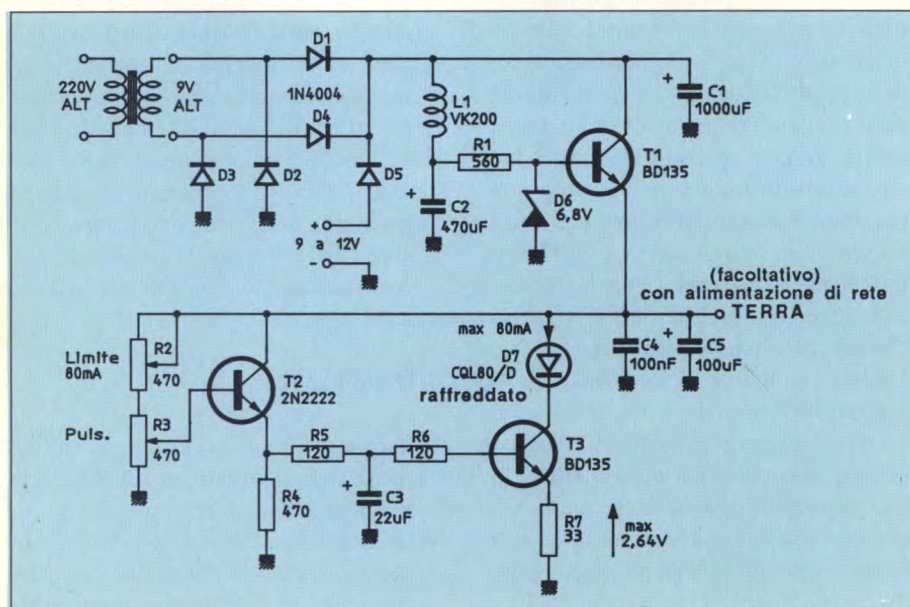 220V
ALT
9V
ALT
D1
1N4004
D4
D3
D2
D5
+
9 a 12V
-
L1
VK200
+
C2
470uF
R1
560
D6
6,8V
T1
BD135
+
C1
1000uF
(facoltativo)
con alimentazione di rete
TERRA
Limite
80mA
R2
470
Puls.
R3
470
T2
2N2222
max 80mA
D7
CQL80/D
raffreddato
C4
100nF
+
C5
100uF
R5
120
R6
120
R4
470
+
C3
22uF
T3
BD135
R7
33
max
2,64V